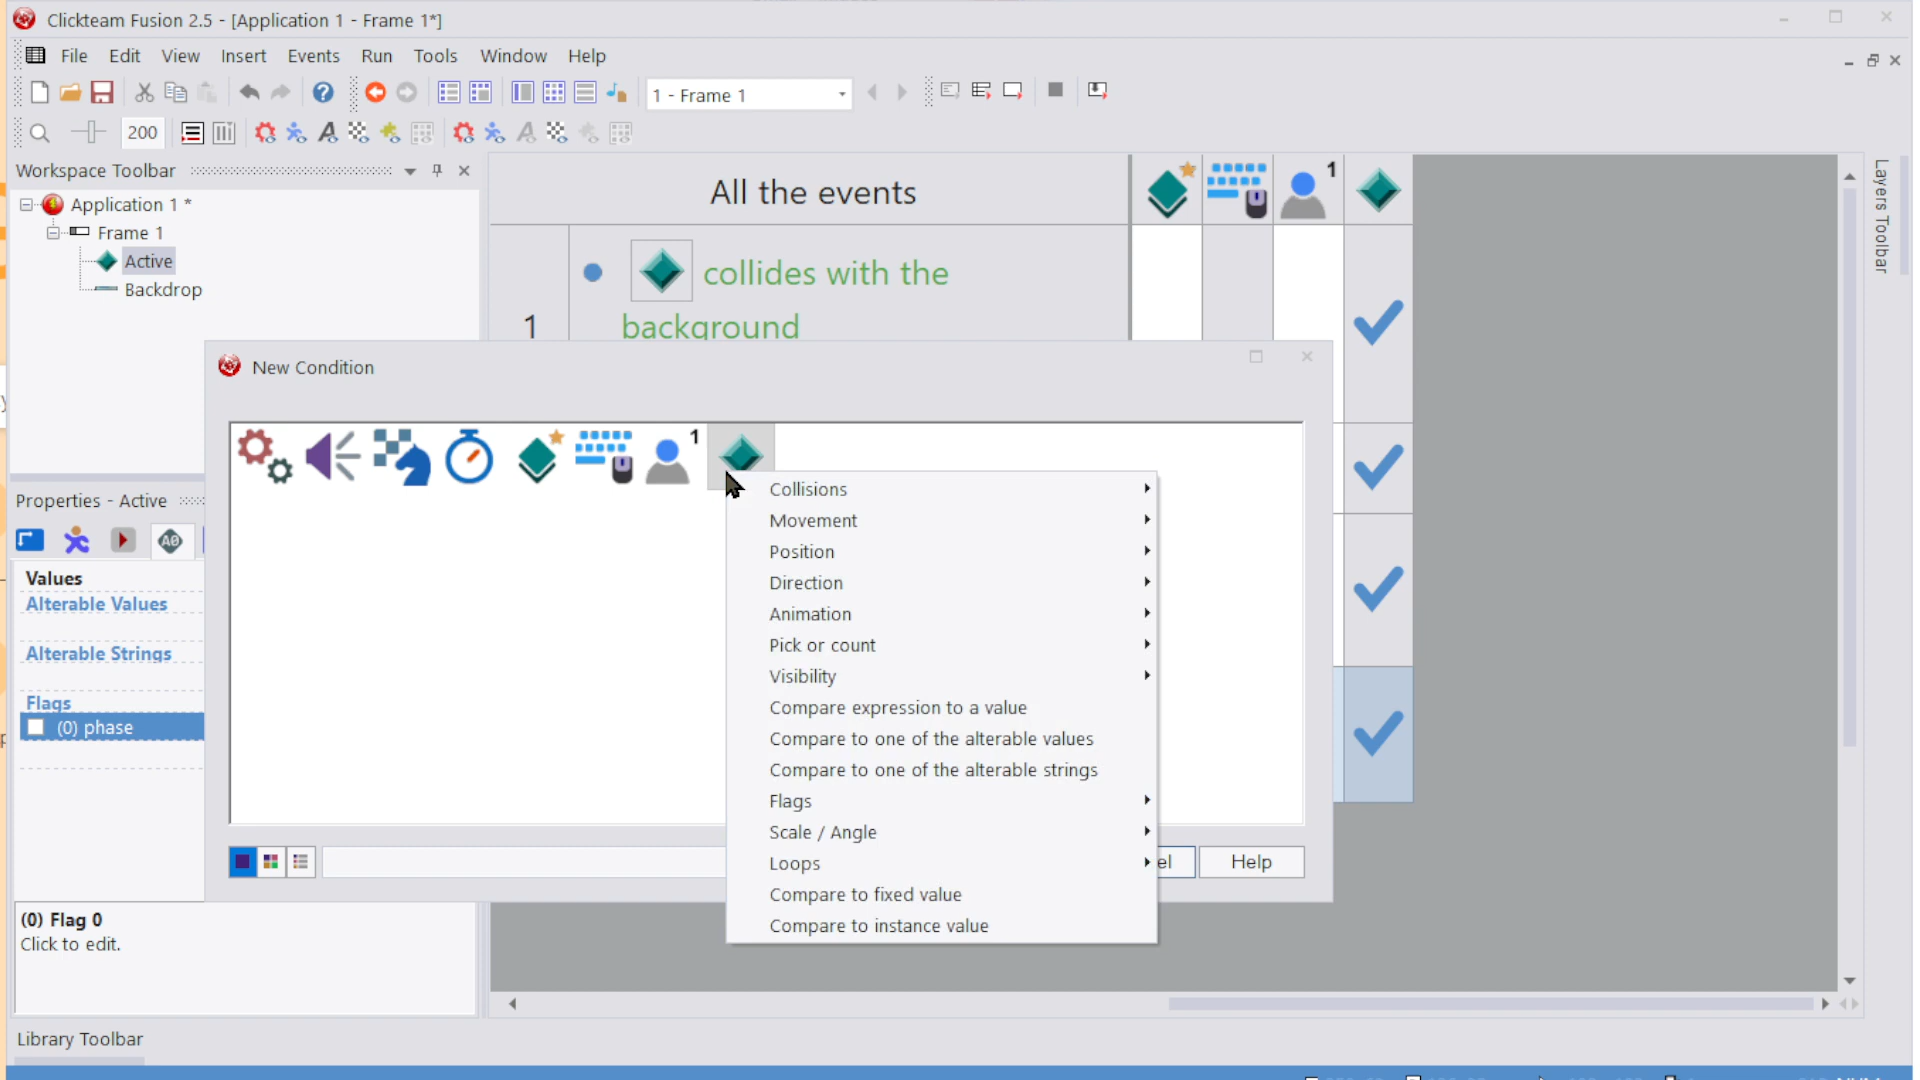 Clickteam Fusion 2.5 - [Application 1 - Frame 1*]
File Edit View Insert Events Run Tools Window Help
1 - Frame 1
200
Workspace Toolbar
Application 1 *
Frame 1
Active
Backdrop
All the events
1
1
collides with the
background
Layers Toolbar
New Condition
1
Collisions
Movement
Position
Direction
Animation
Pick or count
Visibility
Compare expression to a value
Compare to one of the alterable values
Compare to one of the alterable strings
Flags
Scale / Angle
Loops
Compare to fixed value
Compare to instance value
el
Help
Properties - Active
A0
Values
Alterable Values
Alterable Strings
Flags
(0) phase
(0) Flag 0
Click to edit.
Library Toolbar